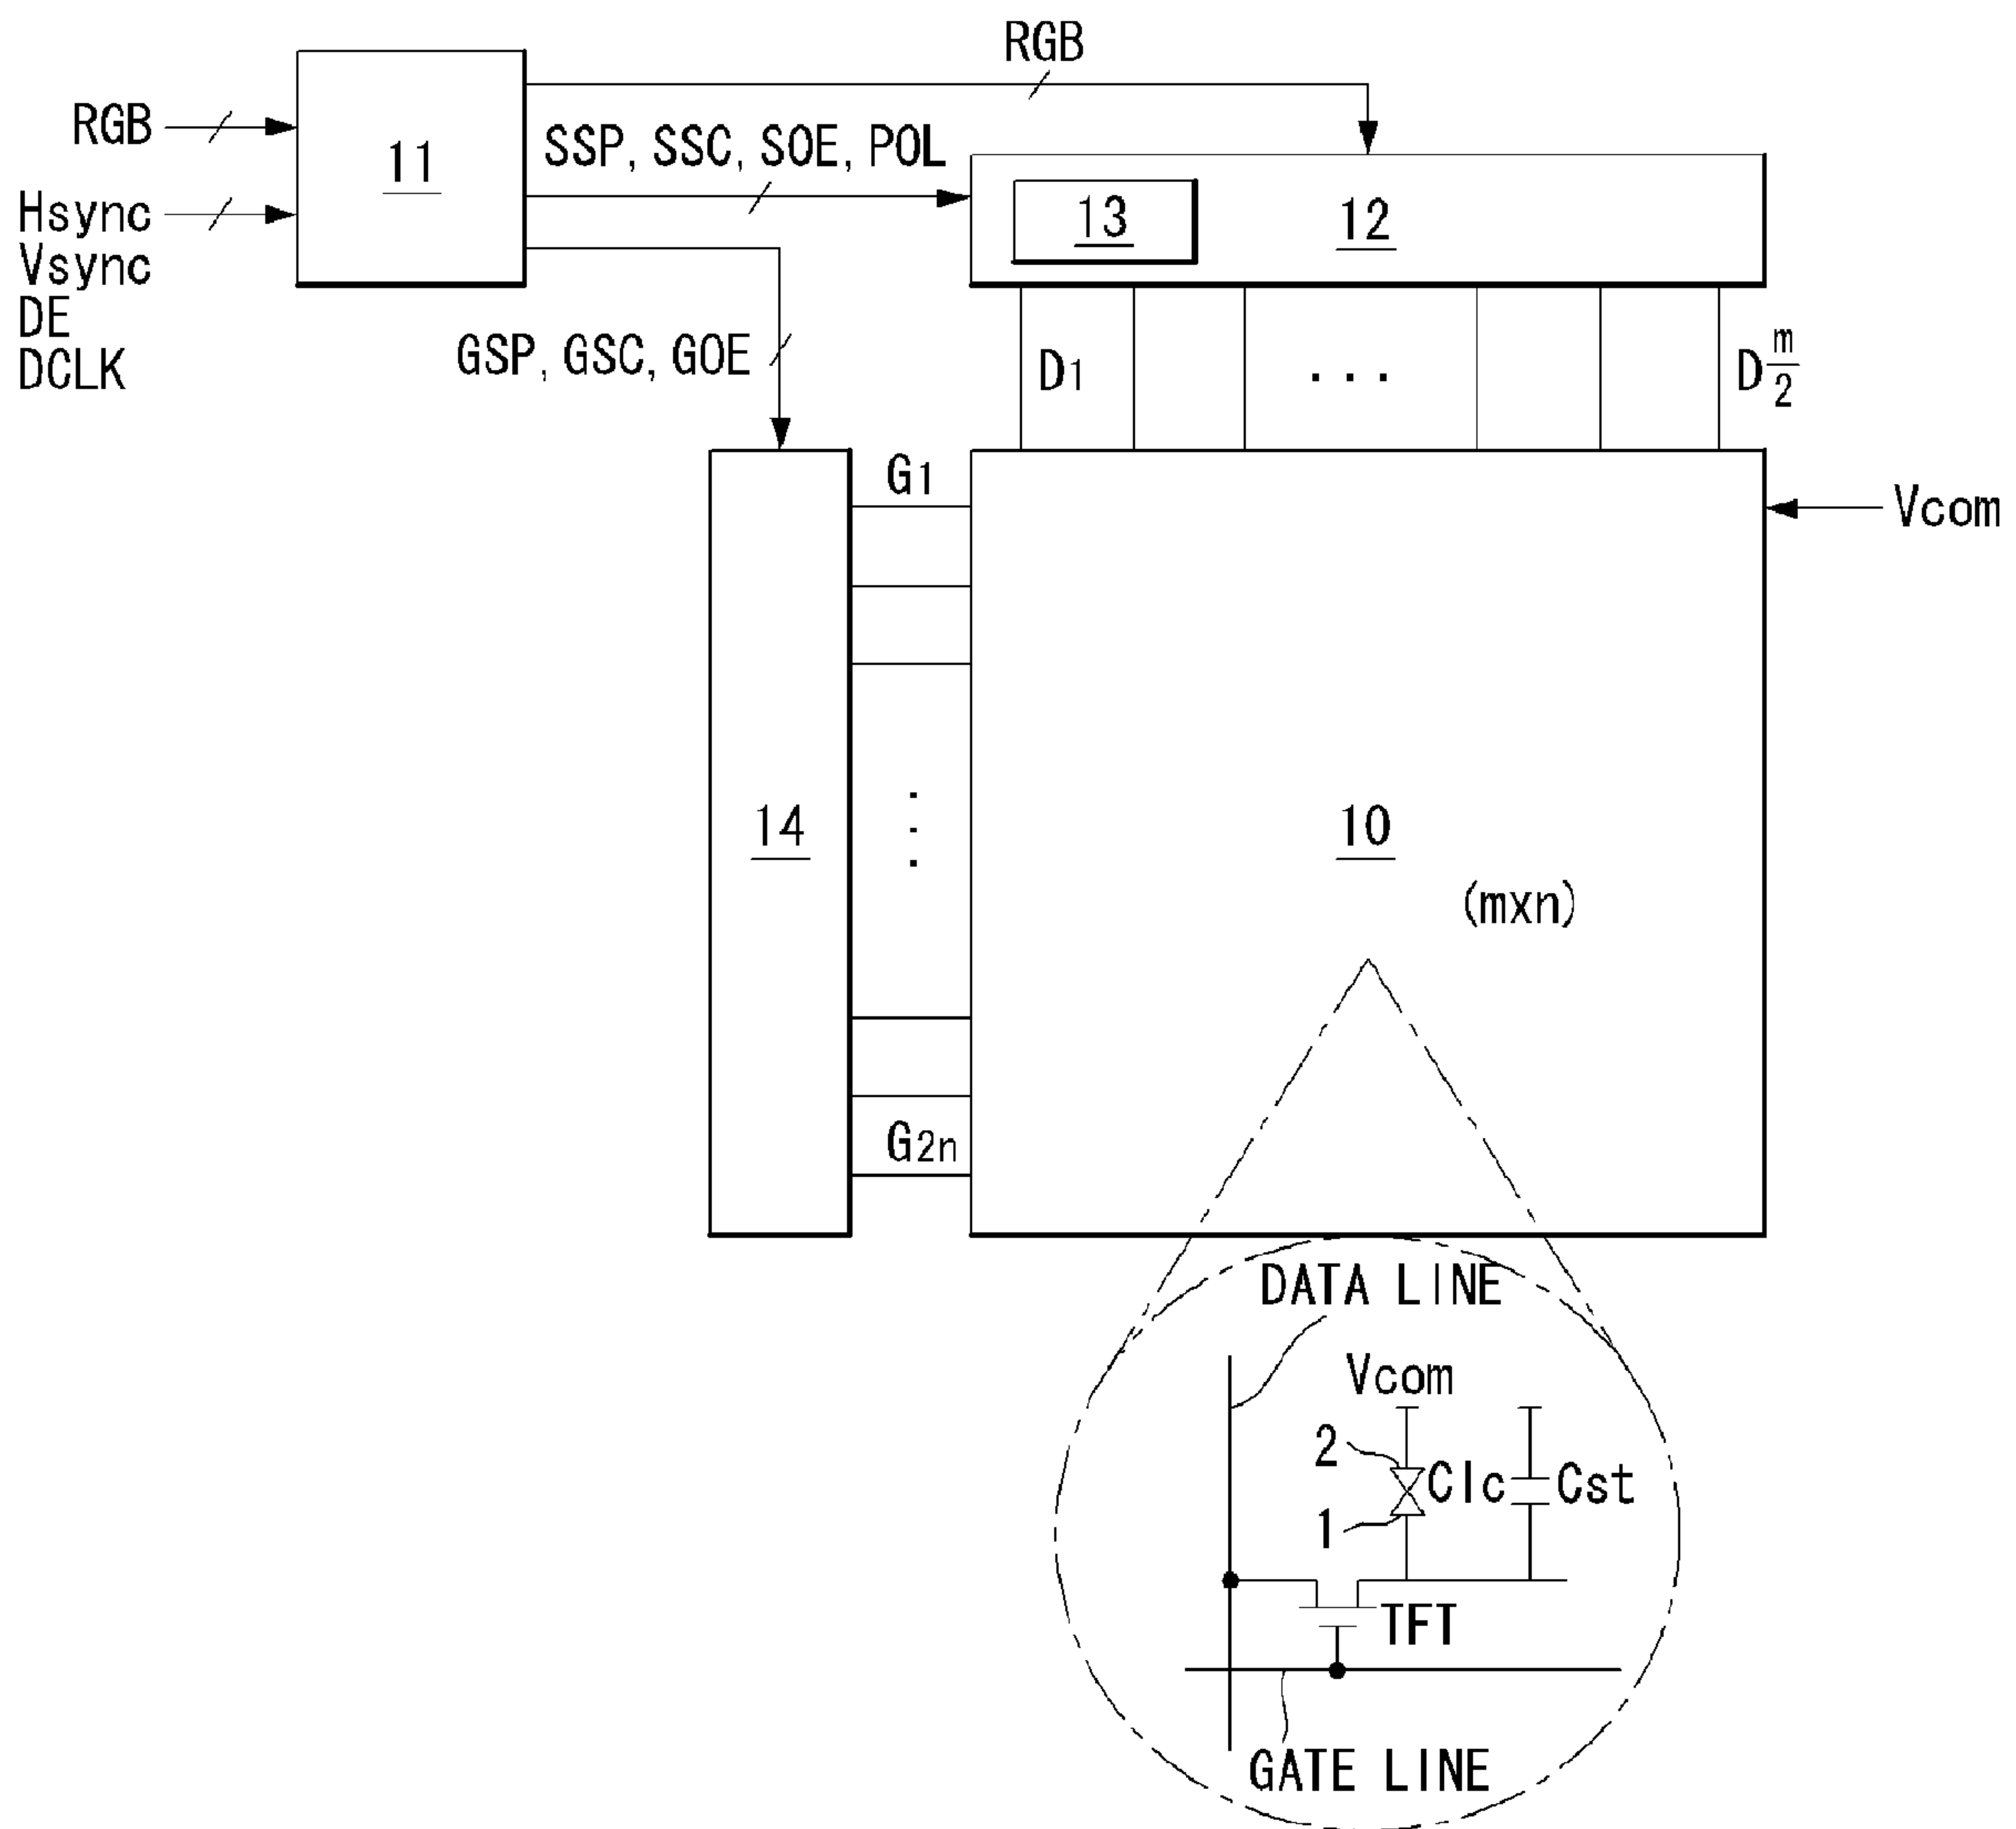 RGB
RGB
11
SSP, SSC, SOE, POL
Hsync
Vsync
DE
DCLK
13
12
GSP, GSC, GOE
D1
...
D m/2
G1
Vcom
14
10
(mxn)
G2n
DATA LINE
Vcom
2
Clc
Cst
1
TFT
GATE LINE